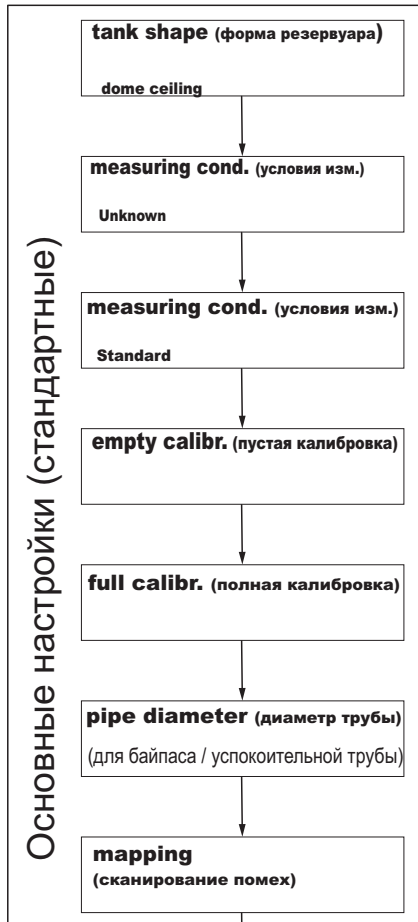 Основные настройки (стандартные)
tank shape (форма резервуара)
dome ceiling
measuring cond. (условия изм.)
Unknown
measuring cond. (условия изм.)
Standard
empty calibr. (пустая калибровка)
full calibr. (полная калибровка)
pipe diameter (диаметр трубы)
(для байпаса / успокоительной трубы)
mapping
(сканирование помех)